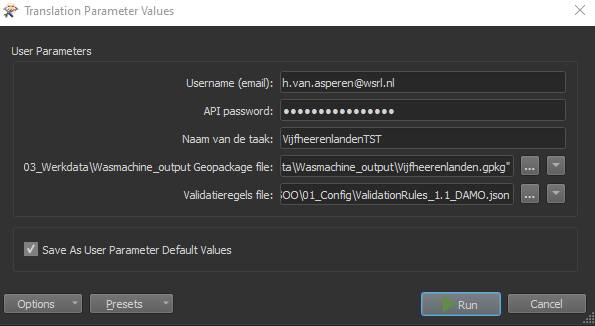 Translation Parameter Values
User Parameters
Username (email): h.van.asperen@wsrl.nl
API password: ●●●●●●●●●●●●●●●●
Naam van de taak: VijfheerenlandenTST
03_Werkdata\Wasmachine_output Geopackage file: ta\Wasmachine_output\Vijfheerenlanden.gpkg" ...
Validatieregels file: OO\01_Config\ValidationRules_1.1_DAMO.json ...
Save As User Parameter Default Values
Options Presets Run Cancel